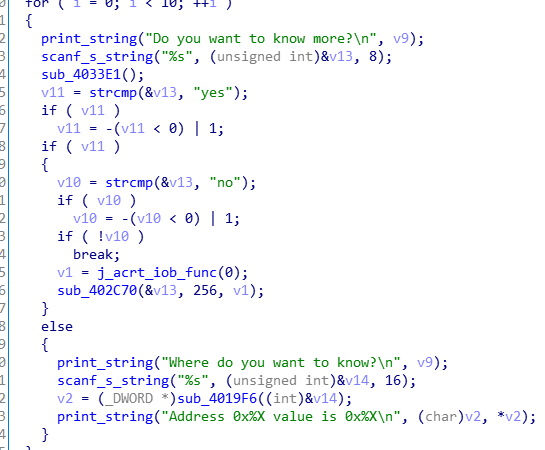 for ( i = 0; i < 10; ++i )
{
print_string("Do you want to know more?\n", v9);
scanf_s_string("%s", (unsigned int)&v13, 8);
sub_4033E1();
v11 = strcmp(&v13, "yes");
if ( v11 )
v11 = -(v11 < 0) | 1;
if ( v11 )
{
v10 = strcmp(&v13, "no");
if ( v10 )
v10 = -(v10 < 0) | 1;
if ( !v10 )
break;
v1 = j_acrt_iob_func(0);
sub_402C70(&v13, 256, v1);
}
else
{
print_string("Where do you want to know?\n", v9);
scanf_s_string("%s", (unsigned int)&v14, 16);
v2 = (_DWORD *)sub_4019F6((int)&v14);
print_string("Address 0x%X value is 0x%X\n", (char)v2, *v2);
}